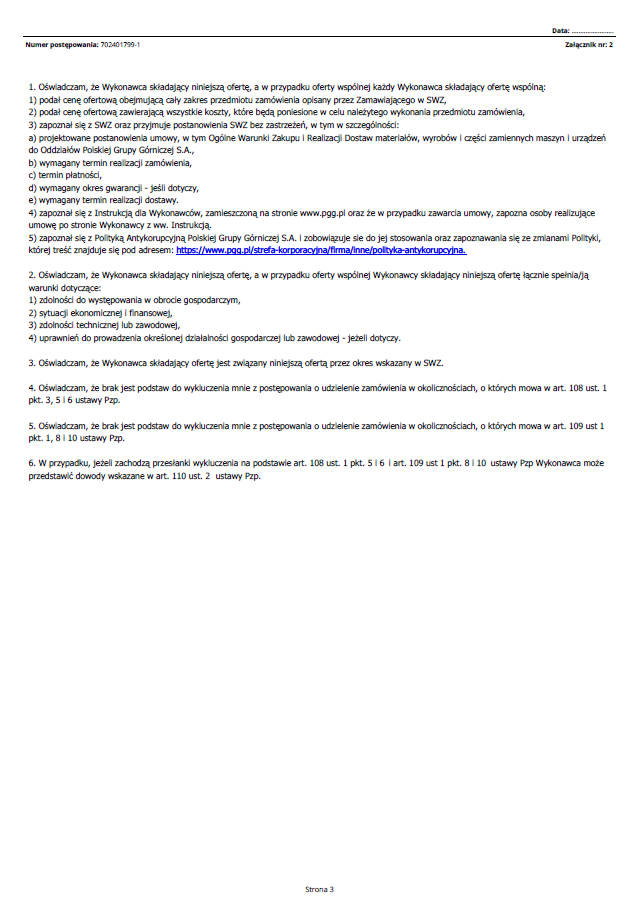 Data: ......................
Numer postępowania: 702401799-1
Załącznik nr: 2
1. Oświadczam, że Wykonawca składający niniejszą ofertę, a w przypadku oferty wspólnej każdy Wykonawca składający ofertę wspólną:
1) podał cenę ofertową obejmującą cały zakres przedmiotu zamówienia opisany przez Zamawiającego w SWZ,
2) podał cenę ofertową zawierającą wszystkie koszty, które będą poniesione w celu należytego wykonania przedmiotu zamówienia,
3) zapoznał się z SWZ oraz przyjmuje postanowienia SWZ bez zastrzeżeń, w tym w szczególności:
a) projektowane postanowienia umowy, w tym Ogólne Warunki Zakupu i Realizacji Dostaw materiałów, wyrobów i części zamiennych maszyn i urządzeń
do Oddziałów Polskiej Grupy Górniczej S.A.,
b) wymagany termin realizacji zamówienia,
c) termin płatności,
d) wymagany okres gwarancji - jeśli dotyczy,
e) wymagany termin realizacji dostawy.
4) zapoznał się z Instrukcją dla Wykonawców, zamieszczoną na stronie www.pgg.pl oraz że w przypadku zawarcia umowy, zapozna osoby realizujące
umowę po stronie Wykonawcy z ww. Instrukcją.
5) zapoznał się z Polityką Antykorupcyjną Polskiej Grupy Górniczej S.A. i zobowiązuje sie do jej stosowania oraz zapoznawania się ze zmianami Polityki,
której treść znajduje się pod adresem: https://www.pgg.pl/strefa-korporacyjna/firma/inne/polityka-antykorupcyjna.
2. Oświadczam, że Wykonawca składający niniejszą ofertę, a w przypadku oferty wspólnej Wykonawcy składający niniejszą ofertę łącznie spełnia/ją
warunki dotyczące:
1) zdolności do występowania w obrocie gospodarczym,
2) sytuacji ekonomicznej i finansowej,
3) zdolności technicznej lub zawodowej,
4) uprawnień do prowadzenia określonej działalności gospodarczej lub zawodowej - jeżeli dotyczy.
3. Oświadczam, że Wykonawca składający ofertę jest związany niniejszą ofertą przez okres wskazany w SWZ.
4. Oświadczam, że brak jest podstaw do wykluczenia mnie z postępowania o udzielenie zamówienia w okolicznościach, o których mowa w art. 108 ust. 1
pkt. 3, 5 i 6 ustawy Pzp.
5. Oświadczam, że brak jest podstaw do wykluczenia mnie z postępowania o udzielenie zamówienia w okolicznościach, o których mowa w art. 109 ust 1
pkt. 1, 8 i 10 ustawy Pzp.
6. W przypadku, jeżeli zachodzą przesłanki wykluczenia na podstawie art. 108 ust. 1 pkt. 5 i 6 i art. 109 ust 1 pkt. 8 i 10 ustawy Pzp Wykonawca może
przedstawić dowody wskazane w art. 110 ust. 2 ustawy Pzp.
Strona 3